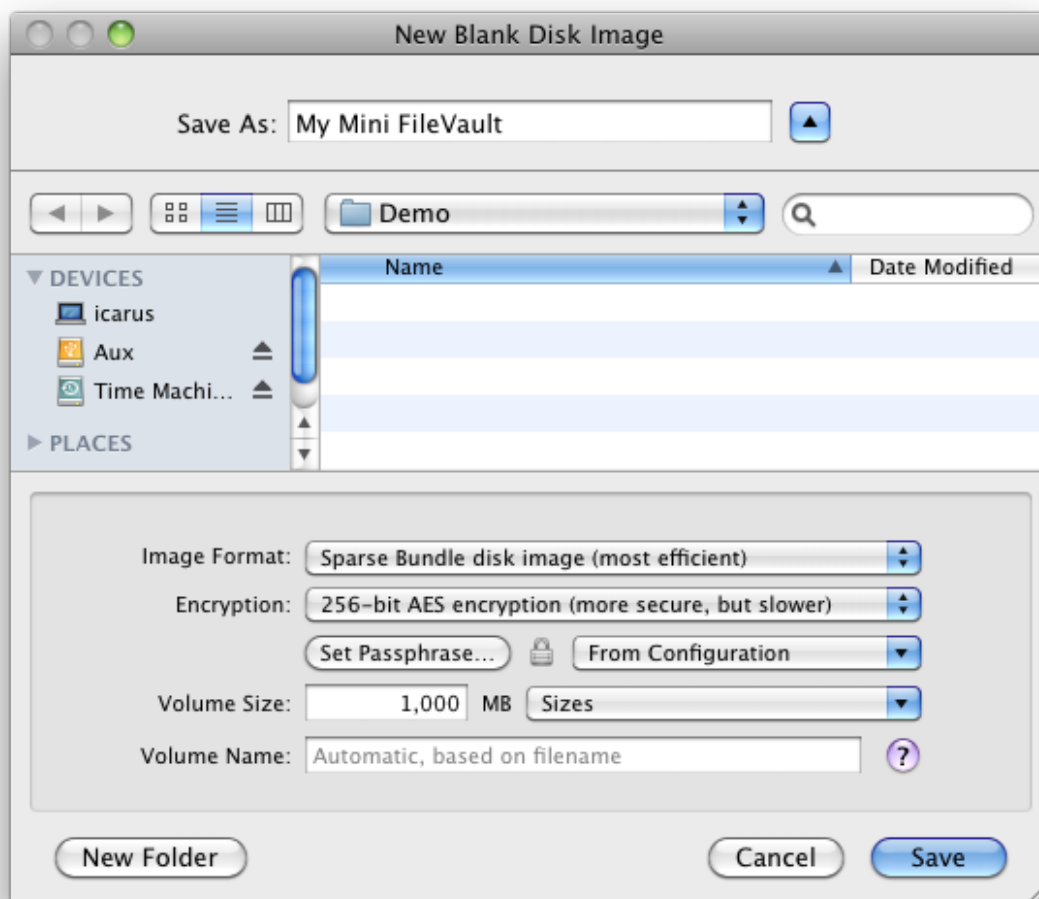 New Blank Disk Image
Save As: My Mini FileVault
Demo
Name Date Modified
DEVICES
icarus
Aux
Time Machi...
PLACES
Image Format: Sparse Bundle disk image (most efficient)
Encryption: 256-bit AES encryption (more secure, but slower)
Set Passphrase... From Configuration
Volume Size: 1,000 MB Sizes
Volume Name: Automatic, based on filename ?
New Folder Cancel Save